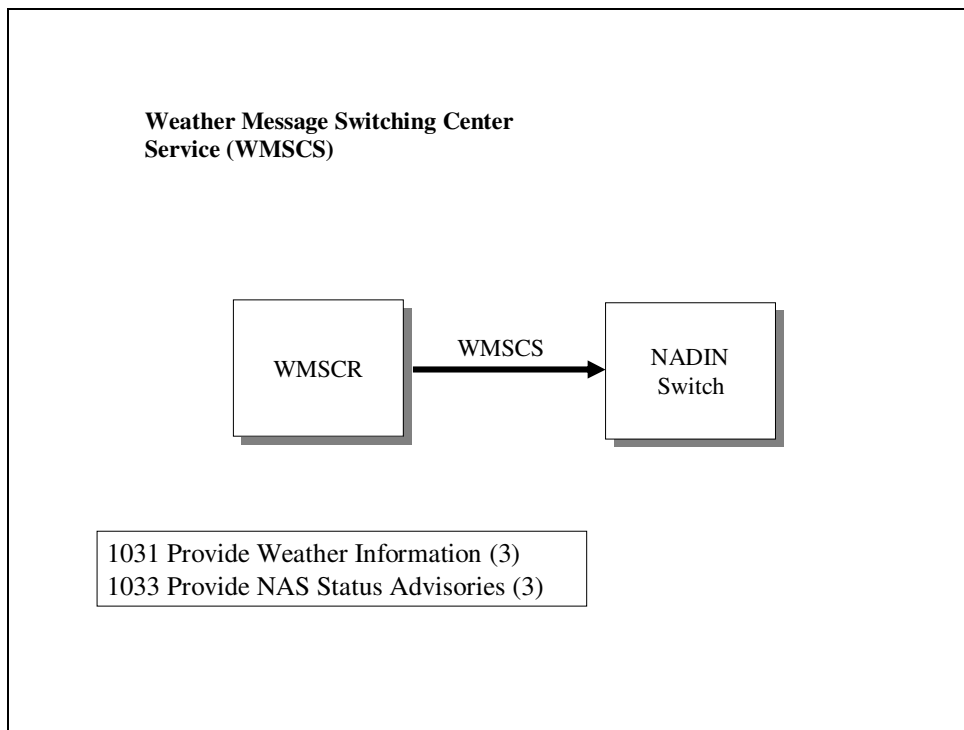 Weather Message Switching Center
Service (WMSCS)
WMSCR
WMSCS
NADIN
Switch
1031 Provide Weather Information (3)
1033 Provide NAS Status Advisories (3)